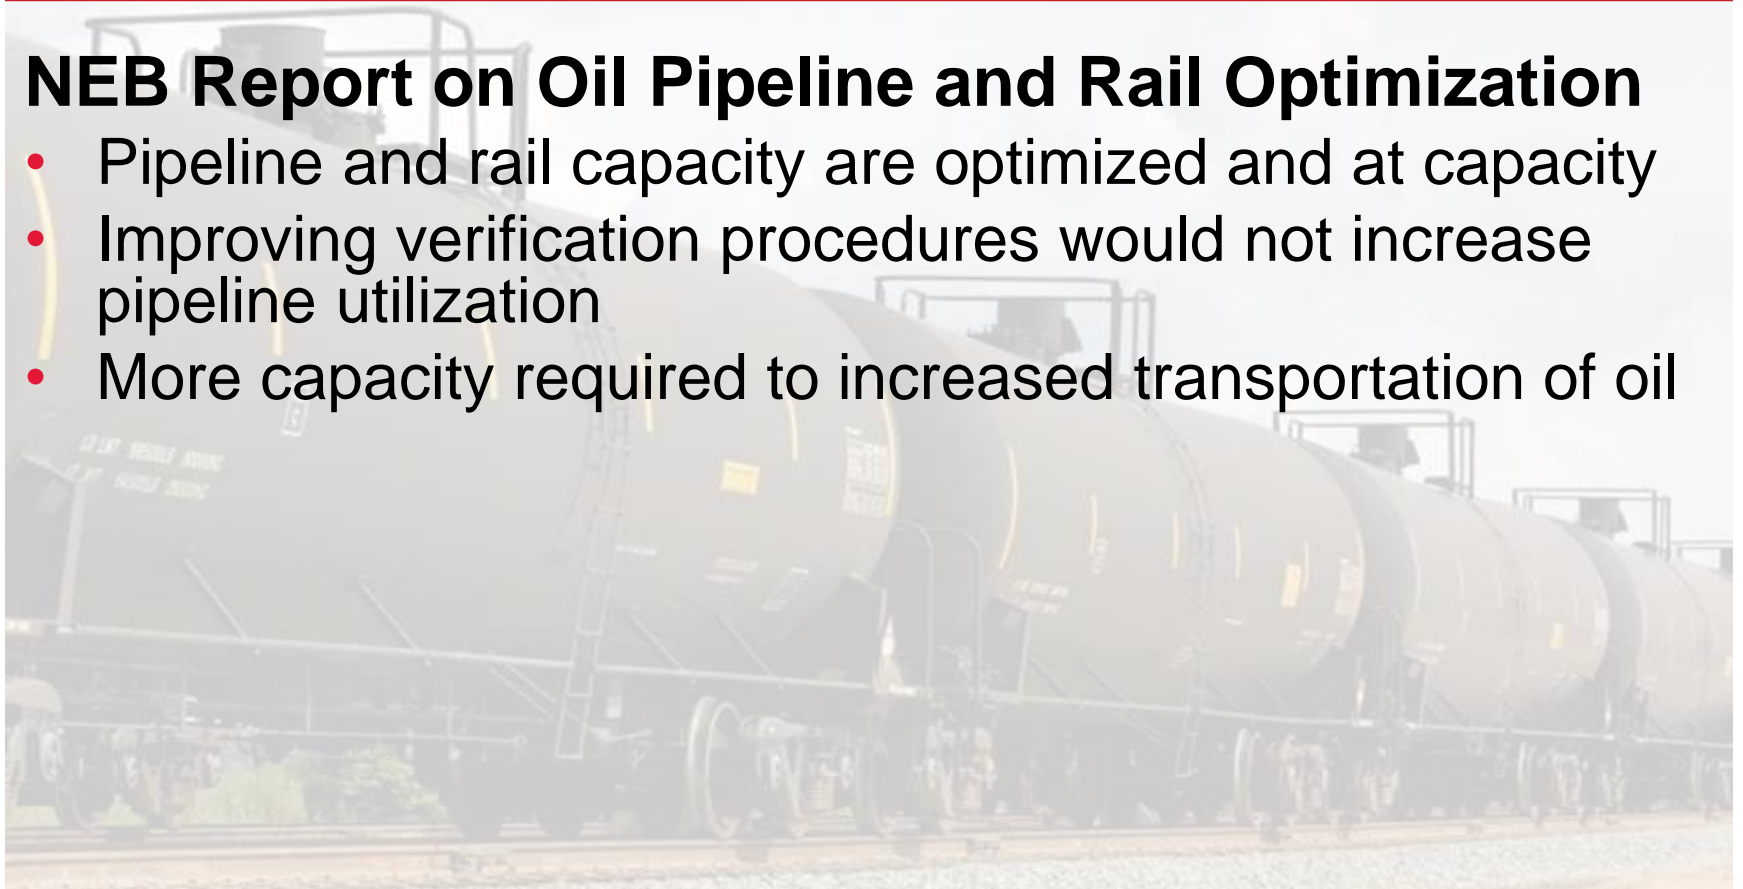 NEB Report on Oil Pipeline and Rail Optimization
• Pipeline and rail capacity are optimized and at capacity
• Improving verification procedures would not increase
pipeline utilization
• More capacity required to increased transportation of oil